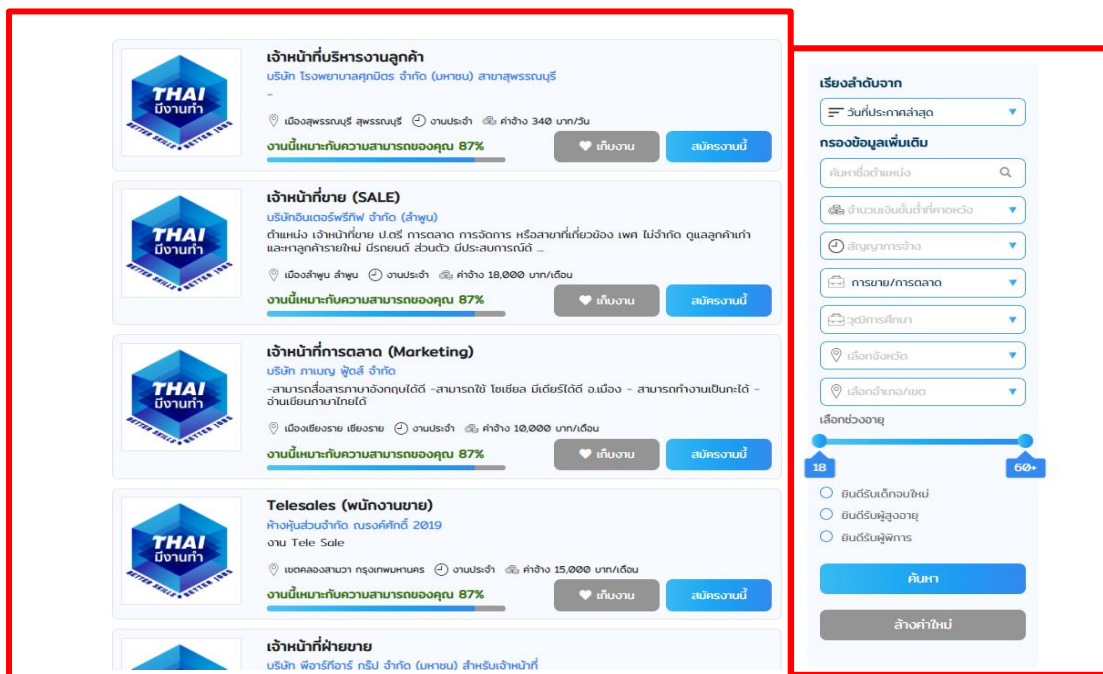 THAI
มีงานทำ
BETTER SKILLS • BETTER JOBS
เจ้าหน้าที่บริหารงานลูกค้า
บริษัท โรงพยาบาลศุภมิตร จำกัด (มหาชน) สาขาสุพรรณบุรี
-
เมืองสุพรรณบุรี สุพรรณบุรี งานประจำ ค่าจ้าง 340 บาท/วัน
งานนี้เหมาะกับความสามารถของคุณ 87% เก็บงาน สมัครงานนี้
THAI
มีงานทำ
BETTER SKILLS • BETTER JOBS
เจ้าหน้าที่ขาย (SALE)
บริษัทอินเตอร์พรีทีฟ จำกัด (ลำพูน)
ตำแหน่ง เจ้าหน้าที่ขาย ป.ตรี การตลาด การจัดการ หรือสาขาที่เกี่ยวข้อง เพศ ไม่จำกัด ดูแลลูกค้าเก่า
และหาลูกค้ารายใหม่ มีรถยนต์ ส่วนตัว มีประสบการณ์ด้ ...
เมืองลำพูน ลำพูน งานประจำ ค่าจ้าง 18,000 บาท/เดือน
งานนี้เหมาะกับความสามารถของคุณ 87% เก็บงาน สมัครงานนี้
THAI
มีงานทำ
BETTER SKILLS • BETTER JOBS
เจ้าหน้าที่การตลาด (Marketing)
บริษัท ภาเบญ ฟู้ดส์ จำกัด
-สามารถสื่อสารภาษาอังกฤษได้ดี -สามารถใช้ โซเชียล มีเดียร์ได้ดี อ.เมือง - สามารถทำงานเป็นกะได้ -
อ่านเขียนภาษาไทยได้
เมืองเชียงราย เชียงราย งานประจำ ค่าจ้าง 10,000 บาท/เดือน
งานนี้เหมาะกับความสามารถของคุณ 87% เก็บงาน สมัครงานนี้
THAI
มีงานทำ
BETTER SKILLS • BETTER JOBS
Telesales (พนักงานขาย)
ห้างหุ้นส่วนจำกัด ณรงค์ศักดิ์ 2019
งาน Tele Sale
เขตคลองสามวา กรุงเทพมหานคร งานประจำ ค่าจ้าง 15,000 บาท/เดือน
งานนี้เหมาะกับความสามารถของคุณ 87% เก็บงาน สมัครงานนี้
เจ้าหน้าที่ฝ่ายขาย
บริษัท พีอาร์ทีอาร์ กรุ๊ป จำกัด (มหาชน) สำหรับเจ้าหน้าที่
เรียงลำดับจาก
วันที่ประกาศล่าสุด
กรองข้อมูลเพิ่มเติม
ค้นหาชื่อตำแหน่ง
จำนวนเงินขั้นต่ำที่คาดหวัง
สัญญาการจ้าง
การขาย/การตลาด
วุฒิการศึกษา
เลือกจังหวัด
เลือกอำเภอ/เขต
เลือกช่วงอายุ
18 60+
ยินดีรับเด็กจบใหม่
ยินดีรับผู้สูงอายุ
ยินดีรับผู้พิการ
ค้นหา
ล้างค่าใหม่